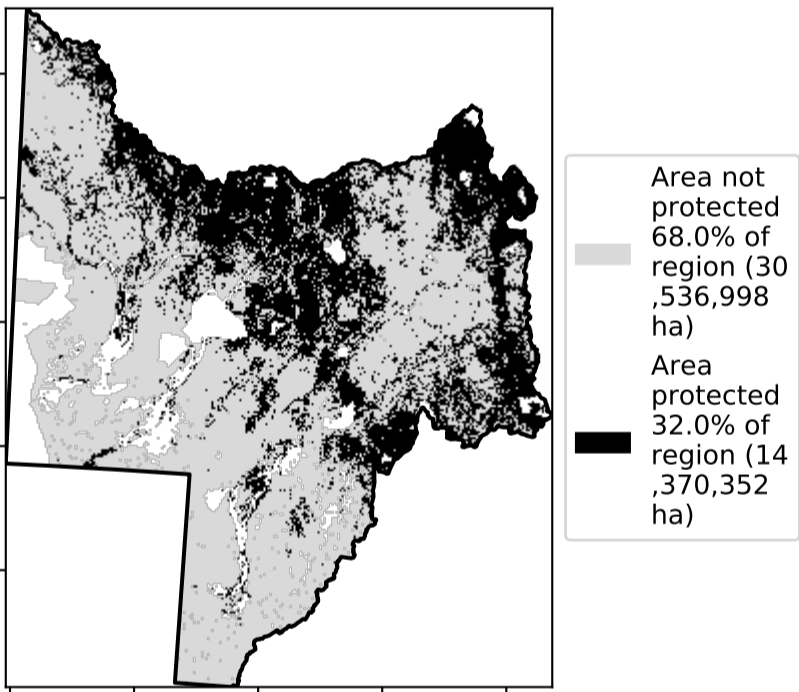 Area not
protected
68.0% of
region (30
,536,998
ha)
Area
protected
32.0% of
region (14
,370,352
ha)